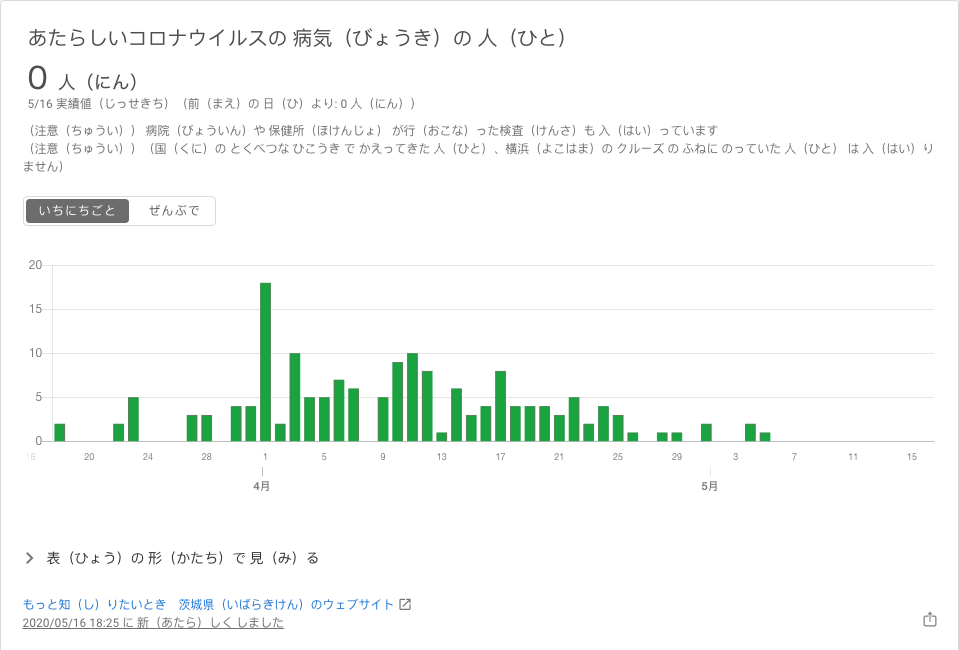 あたらしいコロナウイルスの 病気（びょうき）の 人（ひと）
0 人（にん）
5/16 実績値（じっせきち）（前（まえ）の 日（ひ）より: 0 人（にん））
（注意（ちゅうい）） 病院（びょういん）や 保健所（ほけんじょ） が行（おこな）った検査（けんさ）も 入（はい）っています
（注意（ちゅうい））（国（くに）の とくべつな ひこうき で かえってきた 人（ひと）、横浜（よこはま）の クルーズ の ふねに のっていた 人（ひと） は 入（はい）り
ません）
いちにちごと ぜんぶで
20
15
10
5
0
16 20 24 28 1 5 9 13 17 21 25 29 3 7 11 15
4月 5月
表（ひょう）の 形（かたち）で 見（み）る
もっと知（し）りたいとき　茨城県（いばらきけん）のウェブサイト
2020/05/16 18:25 に 新（あたら）しく しました